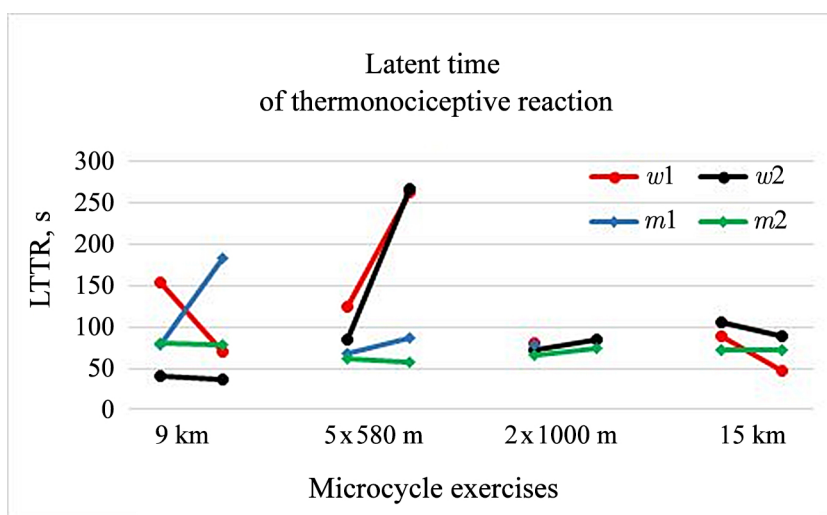 Latent time
of thermonociceptive reaction
300
250
200
150
100
50
0
LTTR, s
w1
w2
m1
m2
9 km
5 x 580 m
2 x 1000 m
15 km
Microcycle exercises